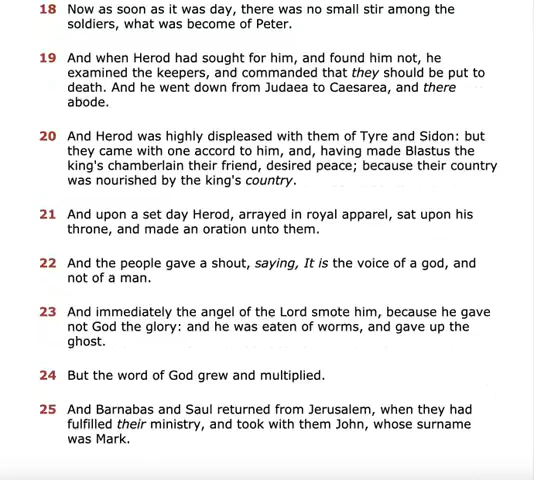 18 Now as soon as it was day, there was no small stir among the
soldiers, what was become of Peter.
19 And when Herod had sought for him, and found him not, he
examined the keepers, and commanded that they should be put to
death. And he went down from Judaea to Caesarea, and there
abode.
20 And Herod was highly displeased with them of Tyre and Sidon: but
they came with one accord to him, and, having made Blastus the
king's chamberlain their friend, desired peace; because their country
was nourished by the king's country.
21 And upon a set day Herod, arrayed in royal apparel, sat upon his
throne, and made an oration unto them.
22 And the people gave a shout, saying, It is the voice of a god, and
not of a man.
23 And immediately the angel of the Lord smote him, because he gave
not God the glory: and he was eaten of worms, and gave up the
ghost.
24 But the word of God grew and multiplied.
25 And Barnabas and Saul returned from Jerusalem, when they had
fulfilled their ministry, and took with them John, whose surname
was Mark.